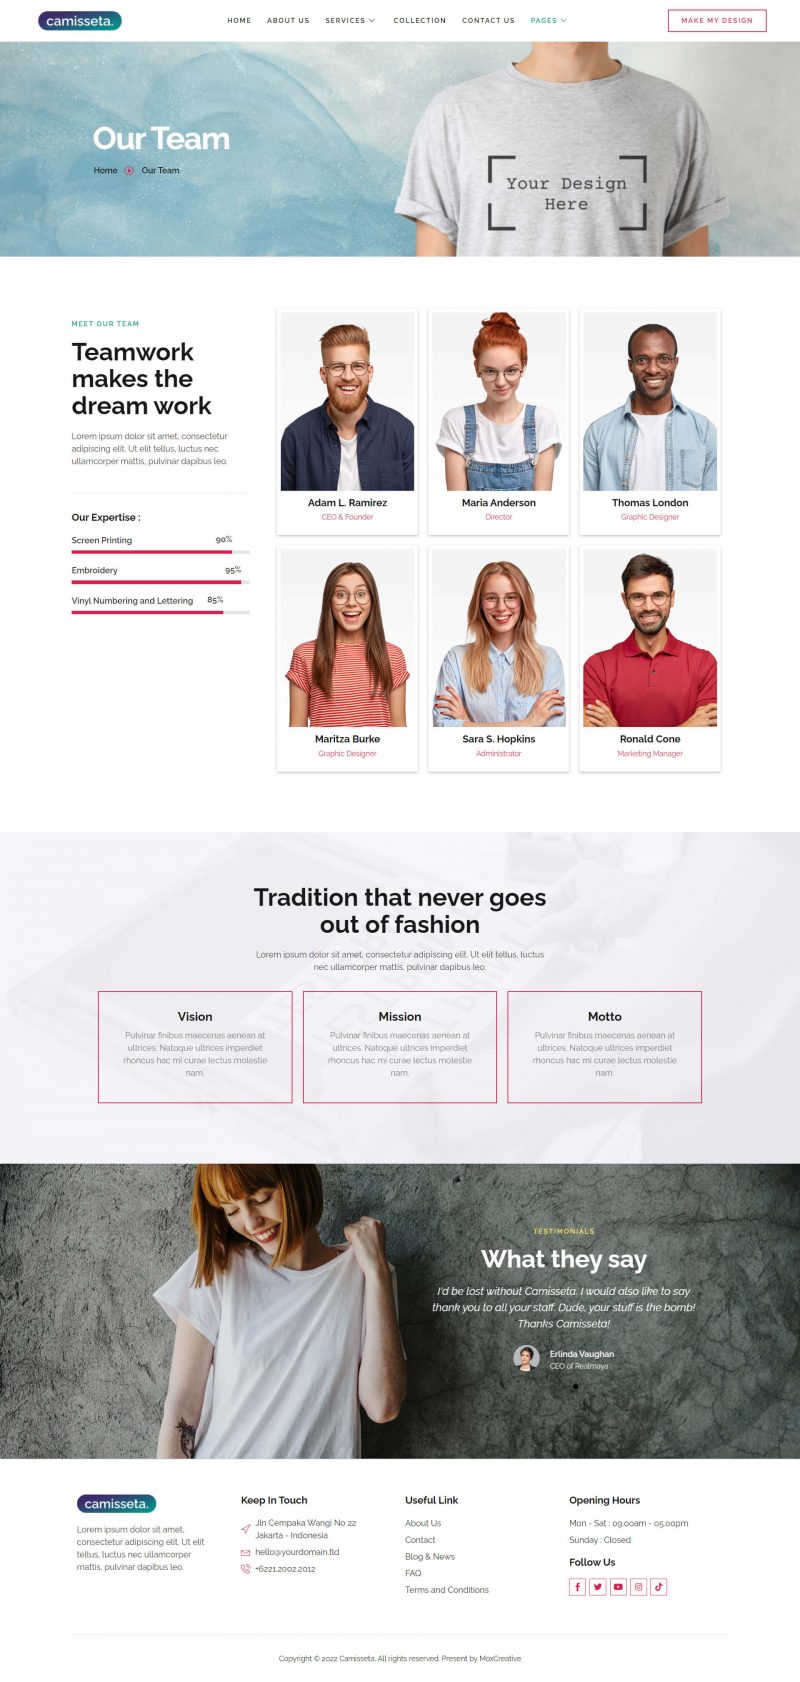 camisseta.
HOME ABOUT US SERVICES COLLECTION CONTACT US PAGES
MAKE MY DESIGN
Our Team
Home Our Team
Your Design
Here
MEET OUR TEAM
Teamwork
makes the
dream work
Lorem ipsum dolor sit amet, consectetur
adipiscing elit. Ut elit tellus, luctus nec
ullamcorper mattis, pulvinar dapibus leo.
Our Expertise :
Screen Printing 90%
Embroidery 95%
Vinyl Numbering and Lettering 85%
Adam L. Ramirez
CEO & Founder
Maria Anderson
Director
Thomas London
Graphic Designer
Maritza Burke
Graphic Designer
Sara S. Hopkins
Administrator
Ronald Cone
Marketing Manager
Tradition that never goes
out of fashion
Lorem ipsum dolor sit amet, consectetur adipiscing elit. Ut elit tellus, luctus
nec ullamcorper mattis, pulvinar dapibus leo.
Vision
Pulvinar finibus maecenas aenean at
ultrices. Natoque ultrices imperdiet
rhoncus hac mi curae lectus molestie
nam.
Mission
Pulvinar finibus maecenas aenean at
ultrices. Natoque ultrices imperdiet
rhoncus hac mi curae lectus molestie
nam.
Motto
Pulvinar finibus maecenas aenean at
ultrices. Natoque ultrices imperdiet
rhoncus hac mi curae lectus molestie
nam.
TESTIMONIALS
What they say
I'd be lost without Camisseta. I would also like to say
thank you to all your staff. Dude, your stuff is the bomb!
Thanks Camisseta!
Erlinda Vaughan
CEO of Realmaya
camisseta.
Lorem ipsum dolor sit amet,
consectetur adipiscing elit. Ut elit
tellus, luctus nec ullamcorper
mattis, pulvinar dapibus leo.
Keep In Touch
Jln Cempaka Wangi No 22
Jakarta - Indonesia
hello@yourdomain.tld
+6221.2002.2012
Useful Link
About Us
Contact
Blog & News
FAQ
Terms and Conditions
Opening Hours
Mon - Sat : 09.00am - 05.00pm
Sunday : Closed
Follow Us
Copyright © 2022 Camisseta. All rights reserved. Present by MoxCreative